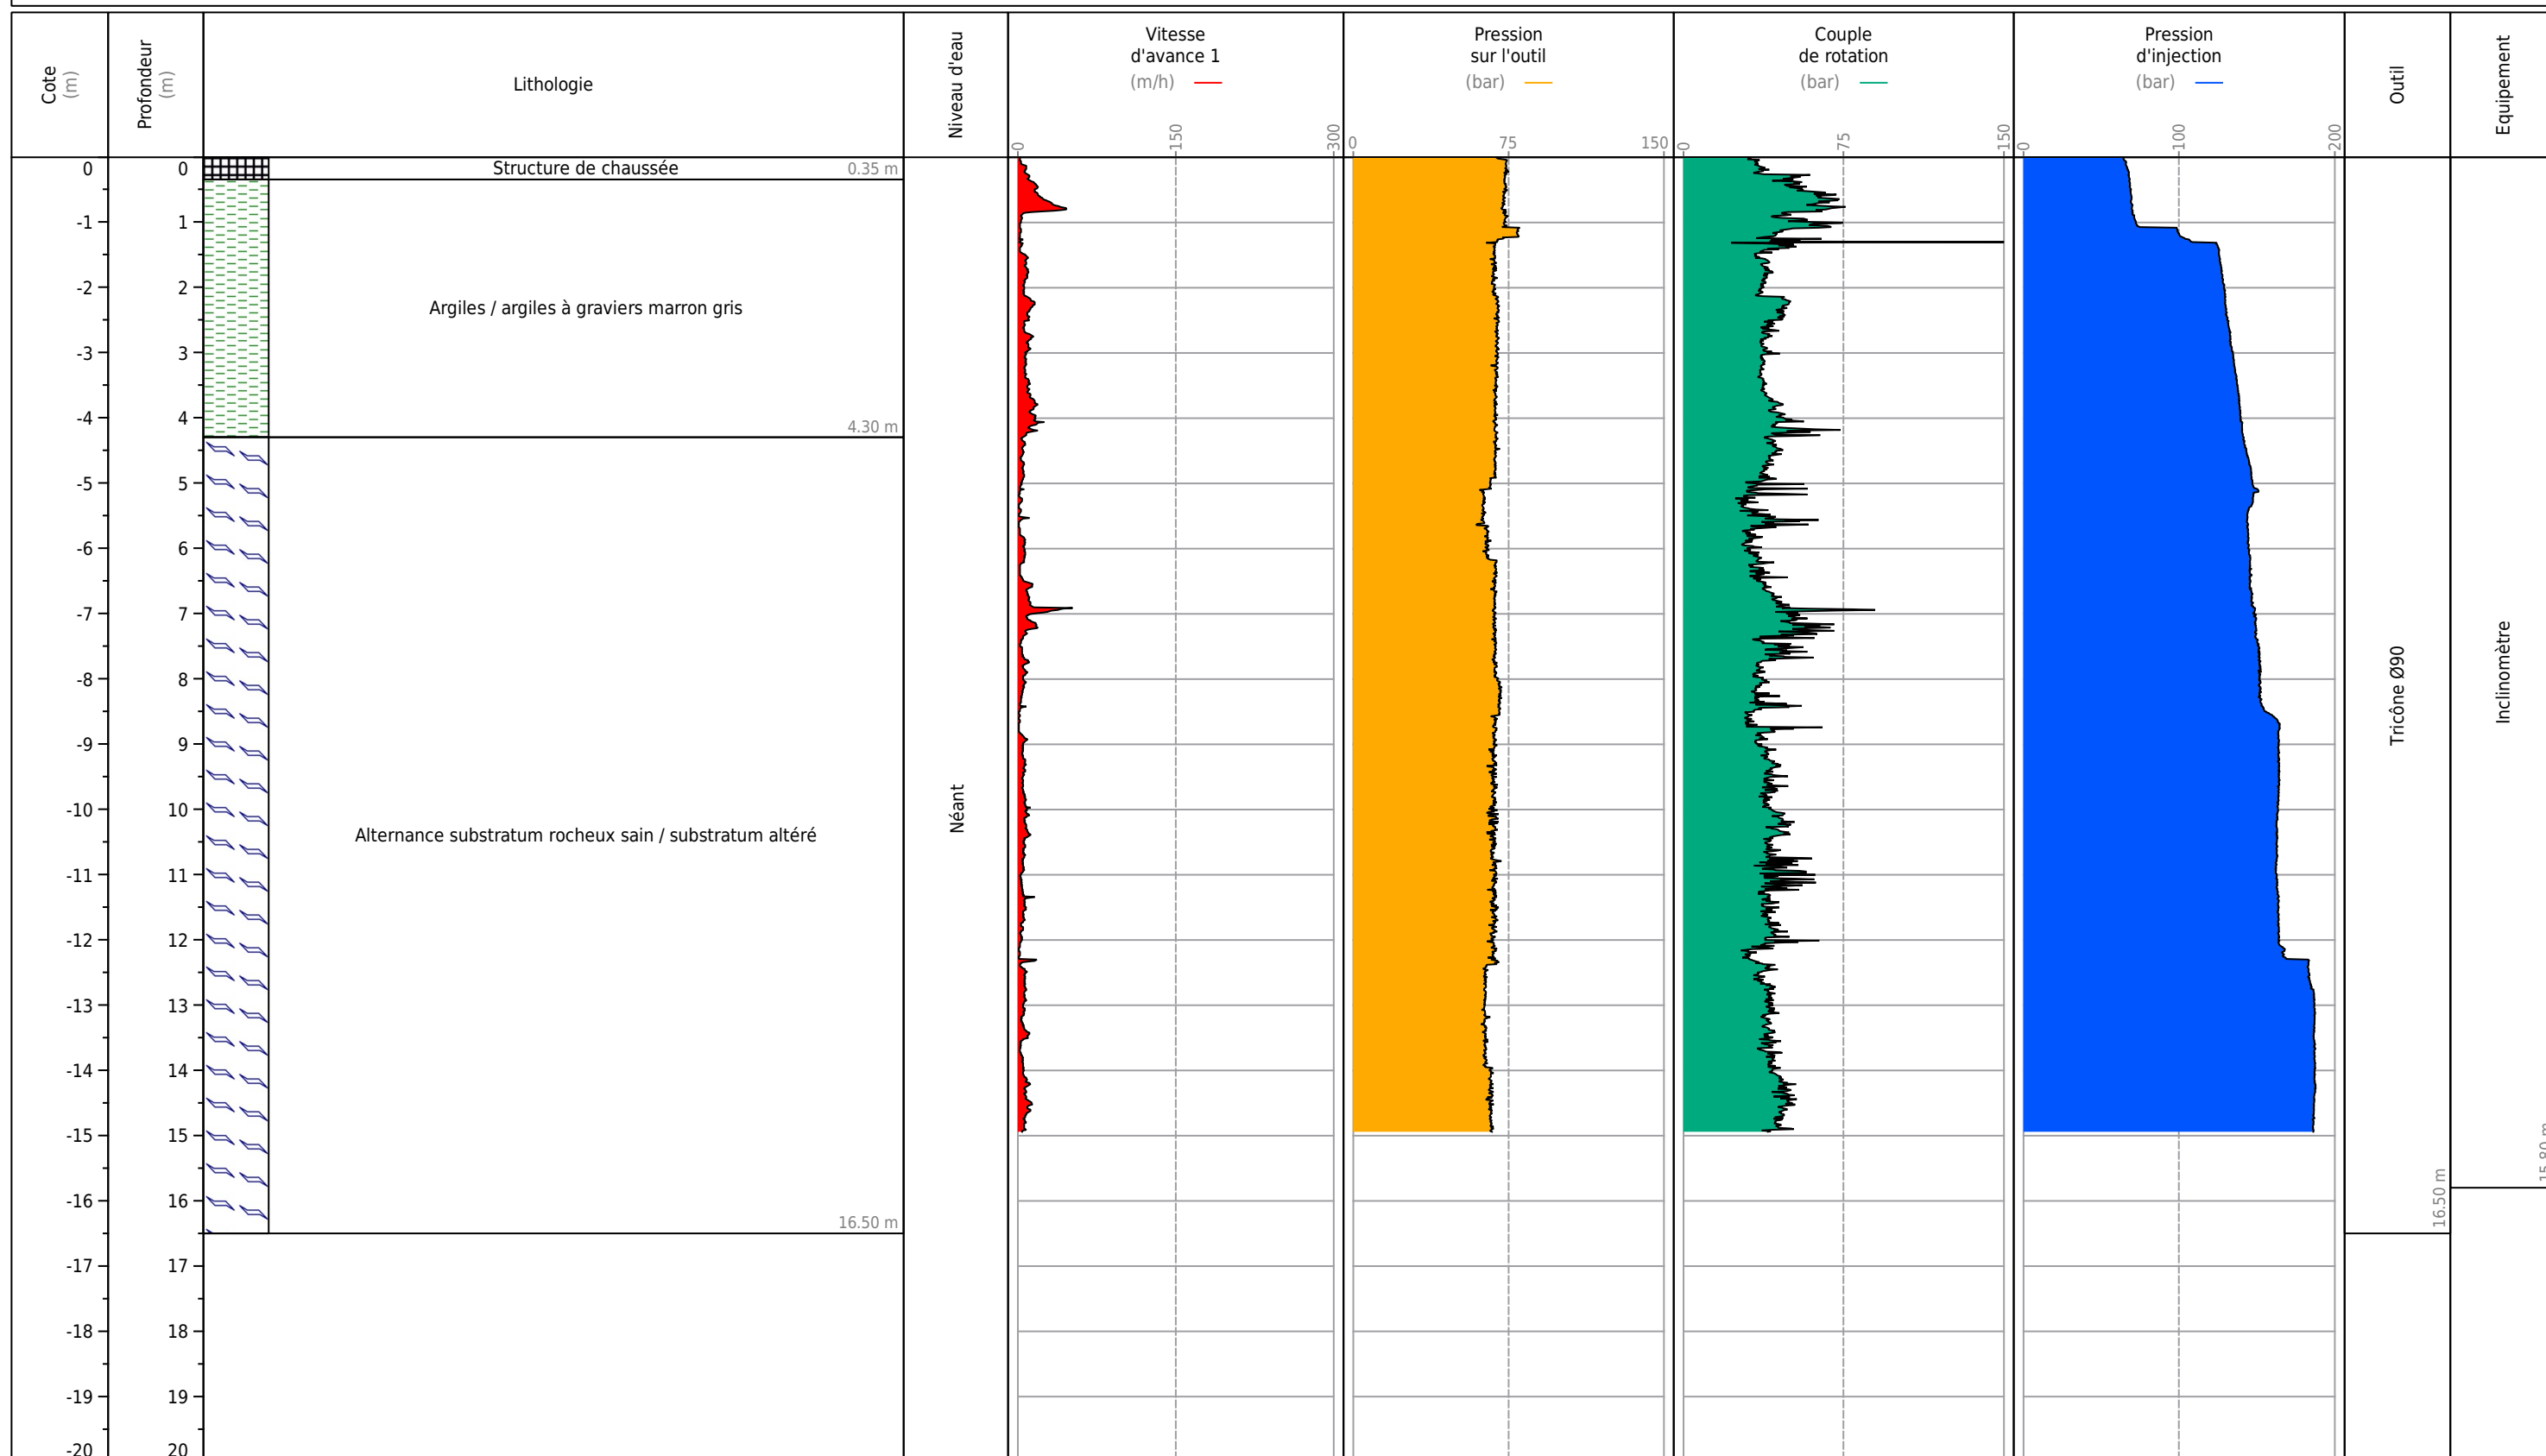 Cote
(m)
Profondeur
(m)
Lithologie
Niveau d'eau
Vitesse
d'avance 1
(m/h)
0
150
300
Pression
sur l'outil
(bar)
0
75
150
Couple
de rotation
(bar)
0
75
150
Pression
d'injection
(bar)
0
100
200
Outil
Equipement
0
0
Structure de chaussée
0.35 m
-1
1
-2
2
Argiles / argiles à graviers marron gris
-3
3
-4
4
4.30 m
-5
5
-6
6
-7
7
-8
8
Tricône Ø90
Inclinomètre
-9
9
-10
10
Néant
Alternance substratum rocheux sain / substratum altéré
-11
11
-12
12
-13
13
-14
14
-15
15
15.80 m
-16
16
16.50 m
16.50 m
-17
17
-18
18
-19
19
-20
20